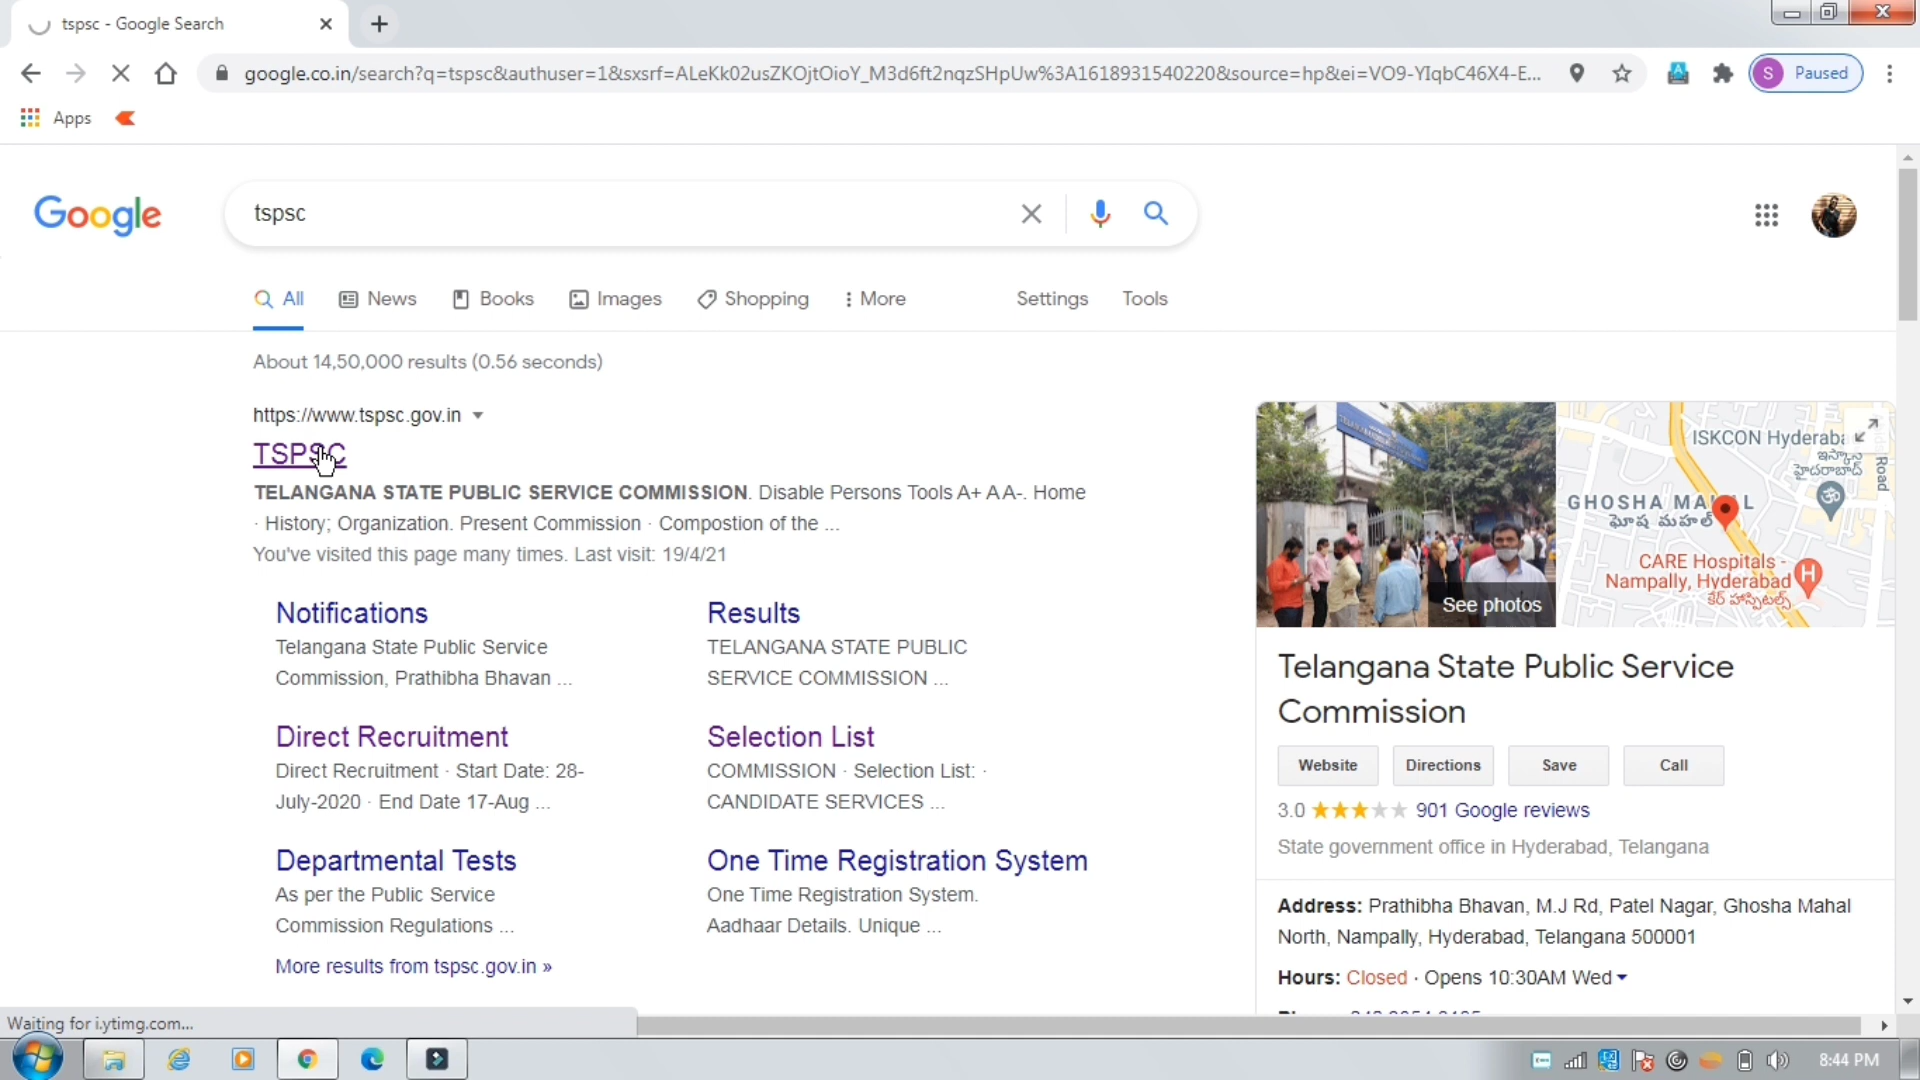 tspsc - Google Search
google.co.in/search?q=tspsc&authuser=1&sxsrf=ALeKk02usZKOjtOioY_M3d6ft2nqzSHpUw%3A1618931540220&source=hp&ei=VO9-YIqbC46X4-E...
S Paused
Apps
Google
tspsc
All News Books Images Shopping More Settings Tools
About 14,50,000 results (0.56 seconds)
https://www.tspsc.gov.in
TSPSC
TELANGANA STATE PUBLIC SERVICE COMMISSION. Disable Persons Tools A+ A A-. Home
· History; Organization. Present Commission · Compostion of the ...
You've visited this page many times. Last visit: 19/4/21
Notifications
Telangana State Public Service
Commission, Prathibha Bhavan ...
Results
TELANGANA STATE PUBLIC
SERVICE COMMISSION ...
Direct Recruitment
Direct Recruitment · Start Date: 28-
July-2020 · End Date 17-Aug ...
Selection List
COMMISSION · Selection List: ·
CANDIDATE SERVICES ...
Departmental Tests
As per the Public Service
Commission Regulations ...
One Time Registration System
One Time Registration System.
Aadhaar Details. Unique ...
More results from tspsc.gov.in »
See photos
ISKCON Hyderaba
ఇస్కాన్
హైదరాబాద్
Road
GHOSHA MAHAL
ఘోష మహల్
CARE Hospitals -
Nampally, Hyderabad
H
కేర్ హాస్పిటల్స్
Telangana State Public Service
Commission
Website Directions Save Call
3.0 901 Google reviews
State government office in Hyderabad, Telangana
Address: Prathibha Bhavan, M.J Rd, Patel Nagar, Ghosha Mahal
North, Nampally, Hyderabad, Telangana 500001
Hours: Closed · Opens 10:30AM Wed
Waiting for i.ytimg.com...
8:44 PM